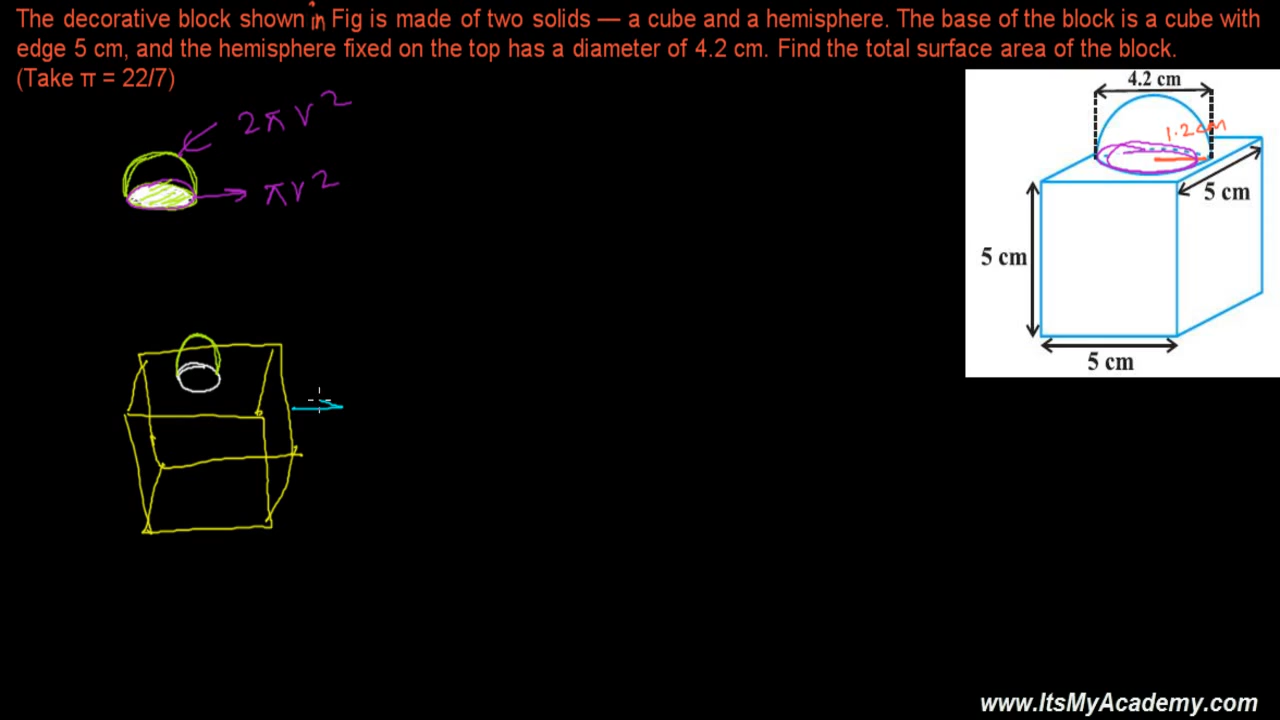 The decorative block shown in Fig is made of two solids — a cube and a hemisphere. The base of the block is a cube with
edge 5 cm, and the hemisphere fixed on the top has a diameter of 4.2 cm. Find the total surface area of the block.
(Take π = 22/7)
4.2 cm
2πr²
1.2cm
πr²
5 cm
5 cm
5 cm
www.ItsMyAcademy.com